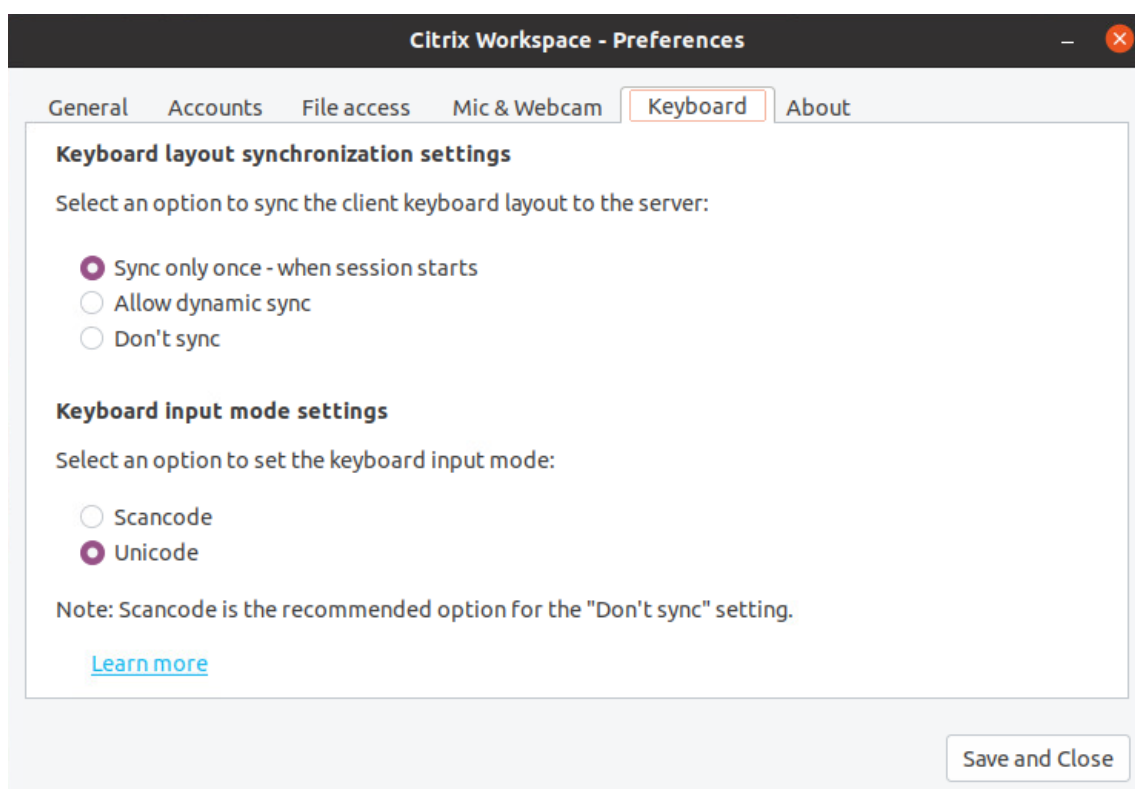 Citrix Workspace - Preferences
General Accounts File access Mic & Webcam Keyboard About
Keyboard layout synchronization settings
Select an option to sync the client keyboard layout to the server:
Sync only once - when session starts
Allow dynamic sync
Don't sync
Keyboard input mode settings
Select an option to set the keyboard input mode:
Scancode
Unicode
Note: Scancode is the recommended option for the "Don't sync" setting.
Learn more
Save and Close